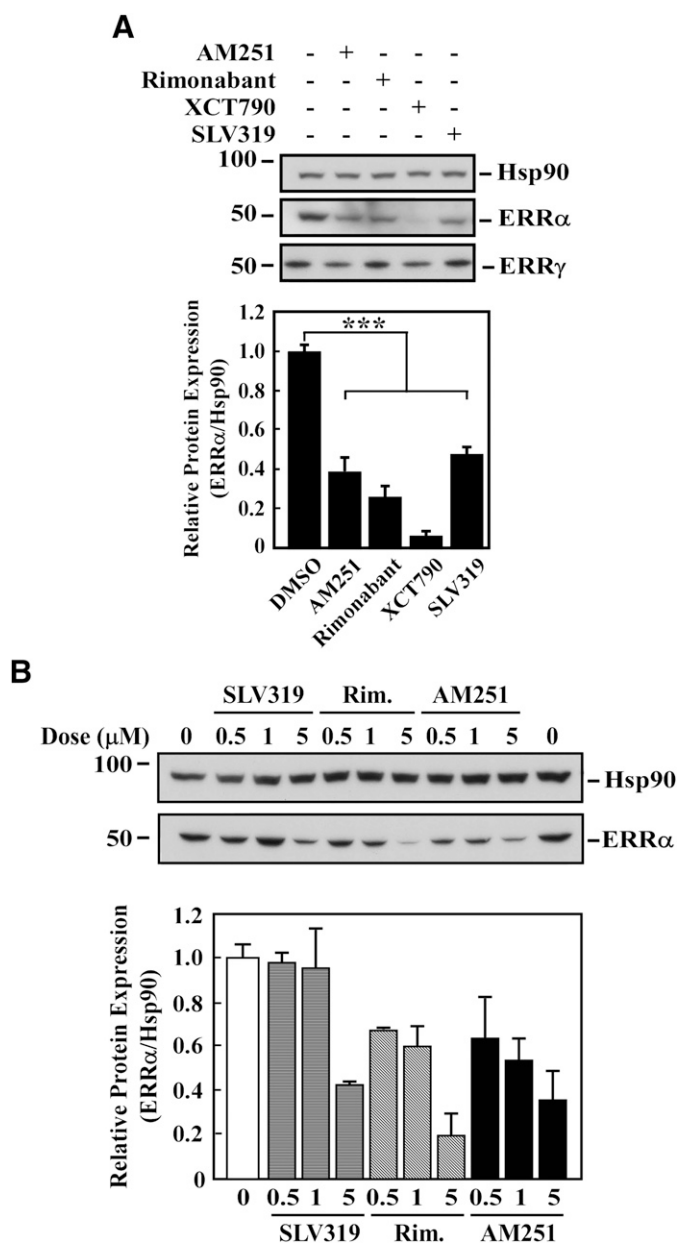 A
AM251 - + - - -
Rimonabant - - + - -
XCT790 - - - + -
SLV319 - - - - +
100 – – Hsp90
50 – – ERRα
50 – – ERRγ
Relative Protein Expression
(ERRα/Hsp90)
1.2
1.0
0.8
0.6
0.4
0.2
0
***
DMSO AM251 Rimonabant XCT790 SLV319
B
SLV319 Rim. AM251
Dose (µM) 0 0.5 1 5 0.5 1 5 0.5 1 5 0
100 – – Hsp90
50 – – ERRα
Relative Protein Expression
(ERRα/Hsp90)
1.2
1.0
0.8
0.6
0.4
0.2
0
0 0.5 1 5 0.5 1 5 0.5 1 5
SLV319 Rim. AM251